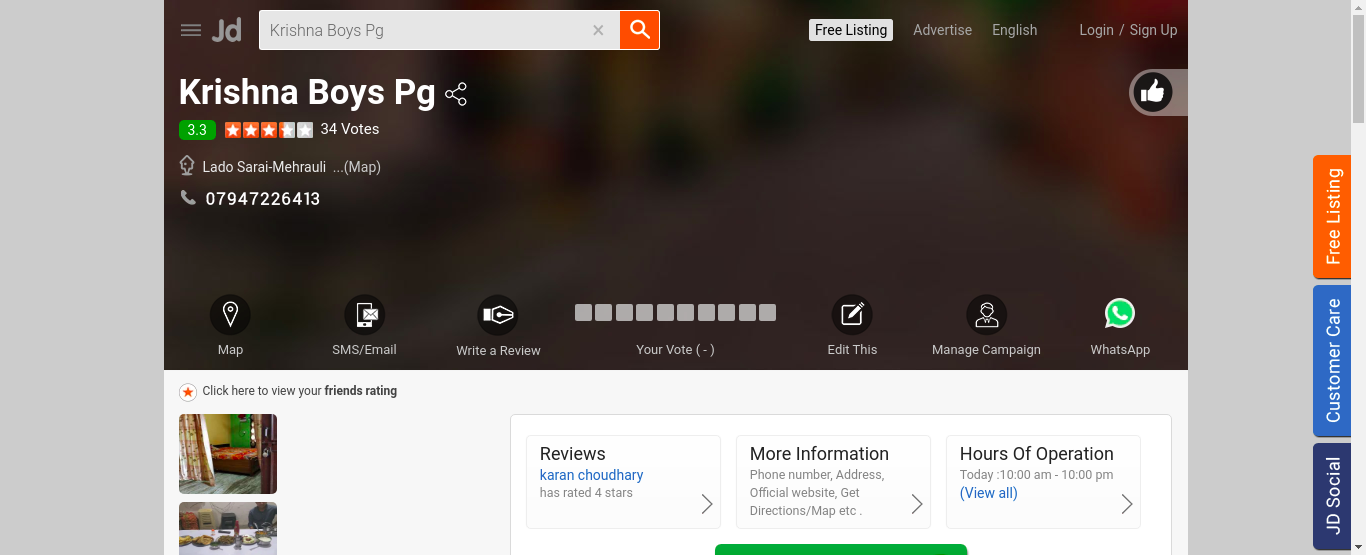 Jd
Krishna Boys Pg
Free Listing
Advertise
English
Login / Sign Up
Krishna Boys Pg
3.3
34 Votes
Lado Sarai-Mehrauli ...(Map)
07947226413
Map
SMS/Email
Write a Review
Your Vote ( - )
Edit This
Manage Campaign
WhatsApp
Click here to view your friends rating
Reviews
karan choudhary
has rated 4 stars
More Information
Phone number, Address,
Official website, Get
Directions/Map etc .
Hours Of Operation
Today :10:00 am - 10:00 pm
(View all)
Free Listing
Customer Care
JD Social